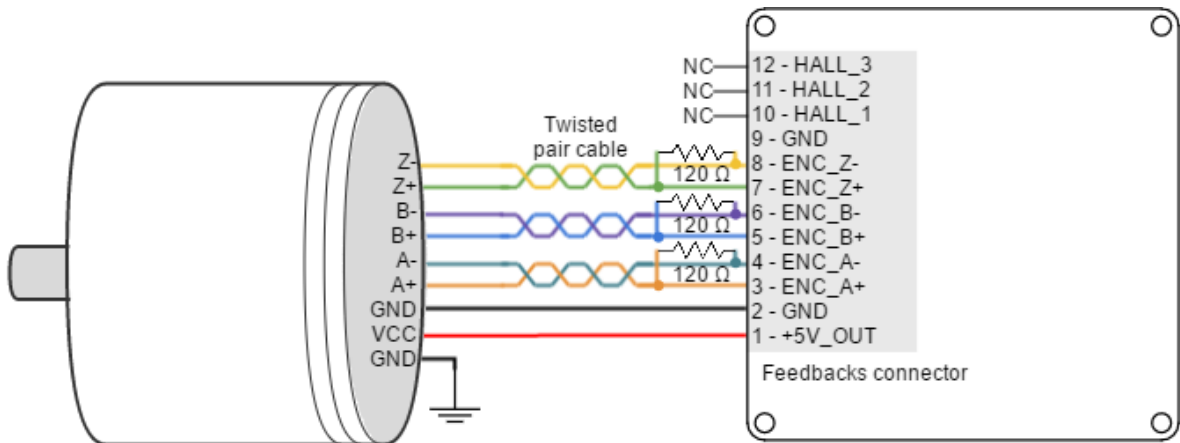 NC
12 - HALL_3
NC
11 - HALL_2
NC
10 - HALL_1
9 - GND
Twisted
pair cable
Z-
120 Ω
8 - ENC_Z-
Z+
7 - ENC_Z+
B-
120 Ω
6 - ENC_B-
B+
5 - ENC_B+
A-
120 Ω
4 - ENC_A-
A+
3 - ENC_A+
GND
2 - GND
VCC
1 - +5V_OUT
GND
Feedbacks connector